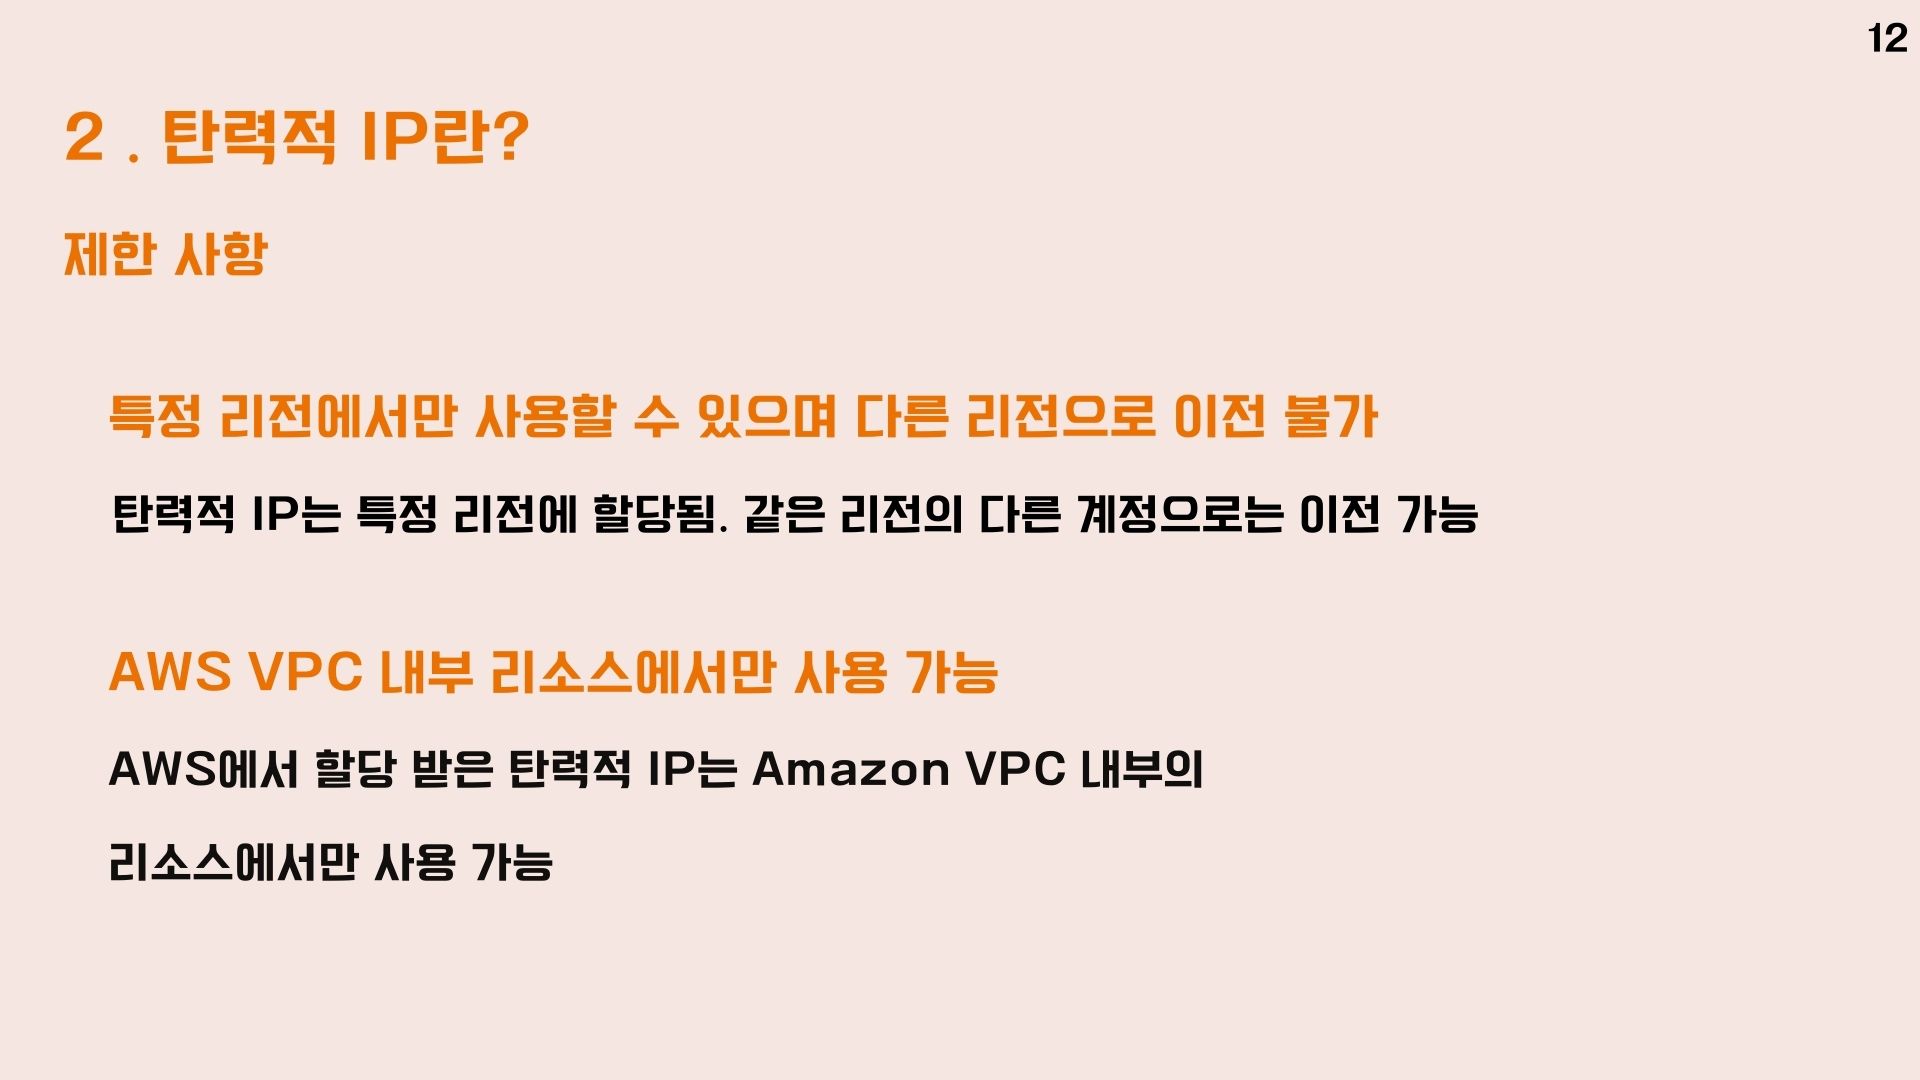 12
2 . 탄력적 IP란?
제한 사항
특정 리전에서만 사용할 수 있으며 다른 리전으로 이전 불가
탄력적 IP는 특정 리전에 할당됨. 같은 리전의 다른 계정으로는 이전 가능
AWS VPC 내부 리소스에서만 사용 가능
AWS에서 할당 받은 탄력적 IP는 Amazon VPC 내부의
리소스에서만 사용 가능